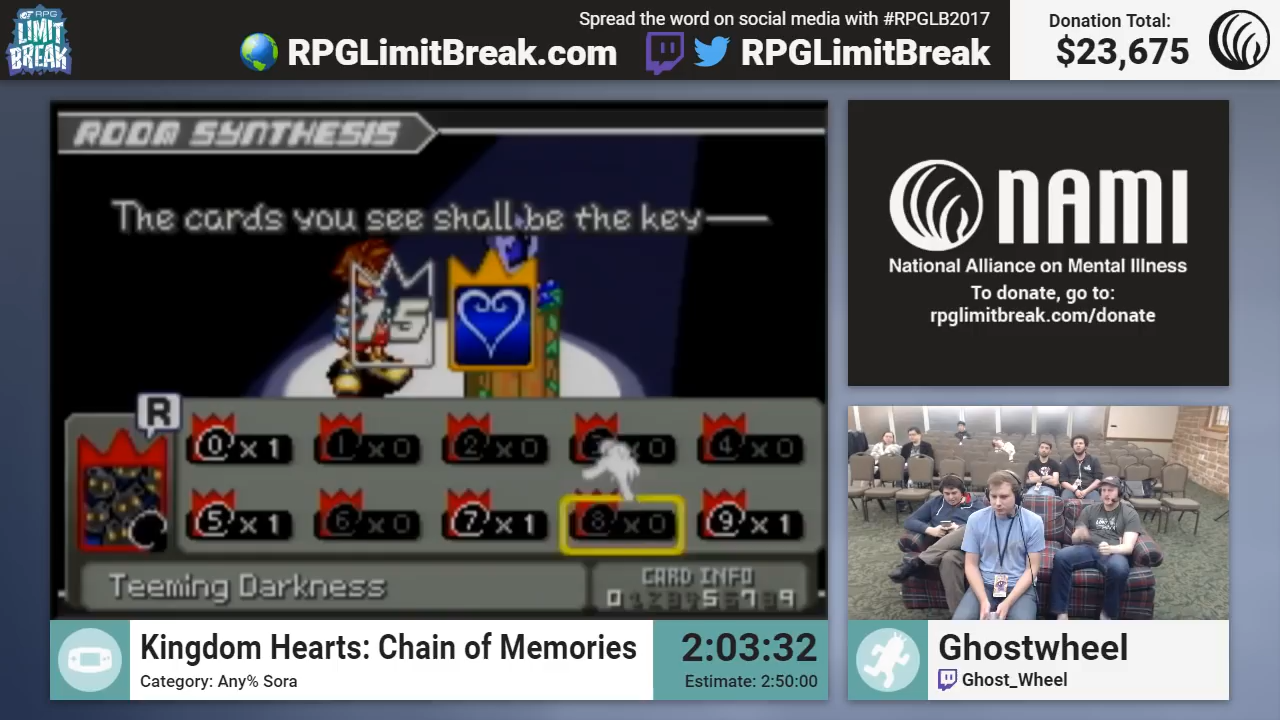 RPG
LIMIT
BREAK
Spread the word on social media with #RPGLB2017
RPGLimitBreak.com
RPGLimitBreak
Donation Total:
$23,675
ROOM SYNTHESIS
The cards you see shall be the key
15
R
0 x 1
1 x 0
2 x 0
3 x 0
4 x 0
5 x 1
6 x 0
7 x 1
8 x 0
9 x 1
Teeming Darkness
CARD INFO
0 1 2 3 4 5 6 7 8 9
NAMI
National Alliance on Mental Illness
To donate, go to:
rpglimitbreak.com/donate
Kingdom Hearts: Chain of Memories
Category: Any% Sora
2:03:32
Estimate: 2:50:00
Ghostwheel
Ghost_Wheel